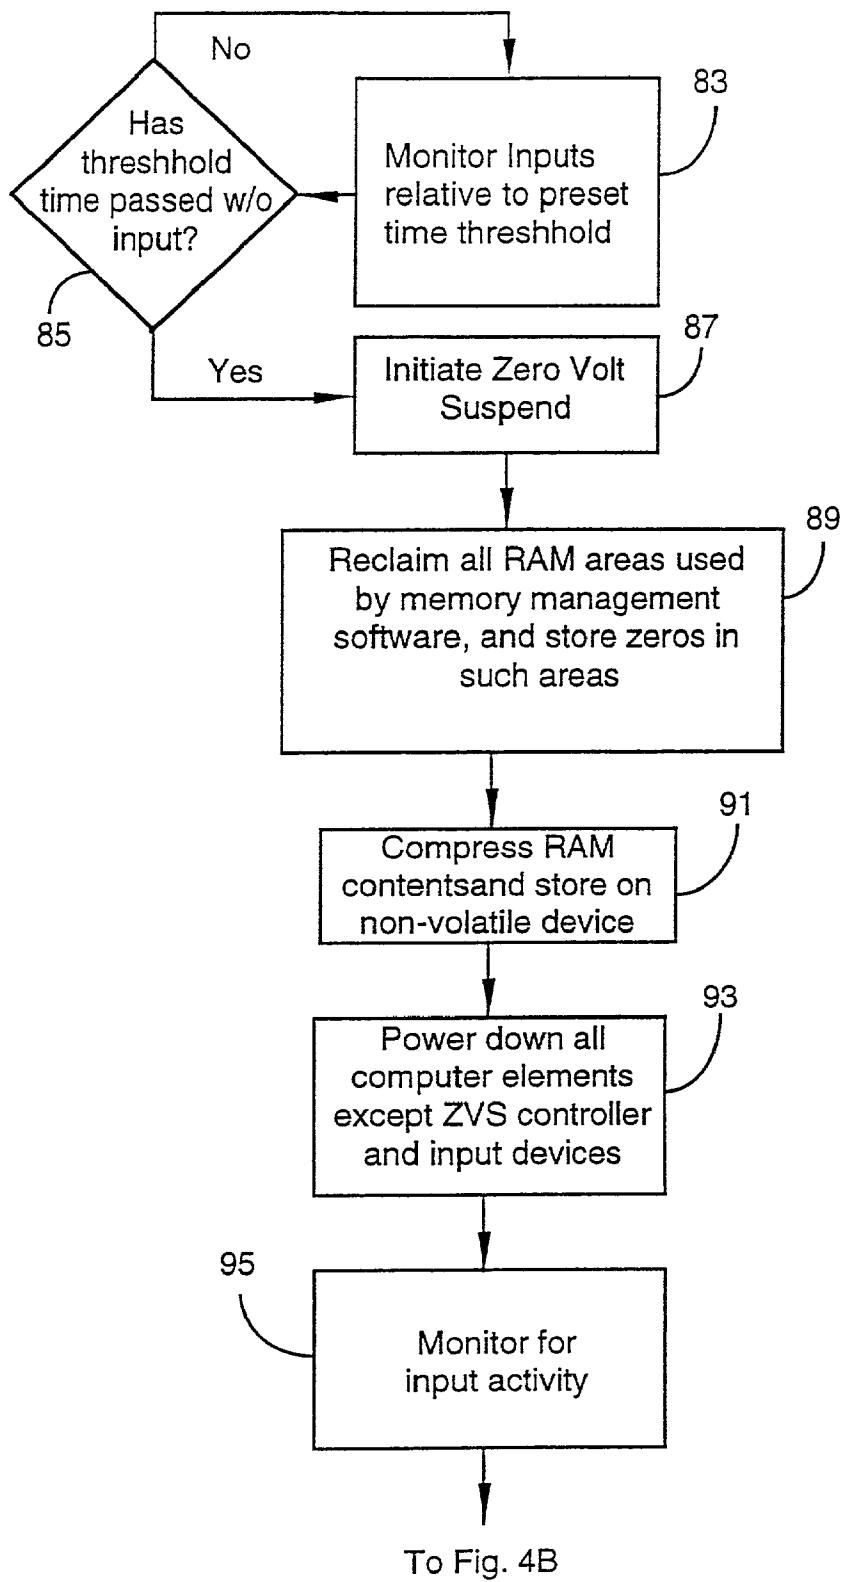 No
83
Has
threshhold
time passed w/o
input?
Monitor Inputs
relative to preset
time threshhold
85
87
Yes
Initiate Zero Volt
Suspend
89
Reclaim all RAM areas used
by memory management
software, and store zeros in
such areas
91
Compress RAM
contentsand store on
non-volatile device
93
Power down all
computer elements
except ZVS controller
and input devices
95
Monitor for
input activity
To Fig. 4B